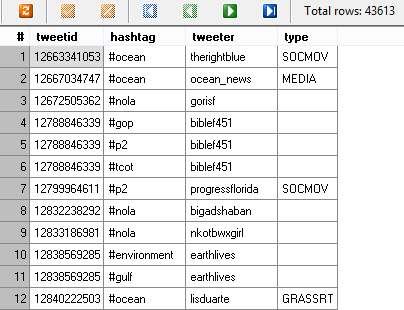 Total rows: 43613
# tweetid hashtag tweeter type
1 12663341053 #ocean therightblue SOCMOV
2 12667034747 #ocean ocean_news MEDIA
3 12672505362 #nola gorisf
4 12788846339 #gop biblef451
5 12788846339 #p2 biblef451
6 12788846339 #tcot biblef451
7 12799964611 #p2 progressflorida SOCMOV
8 12832238292 #nola bigadshaban
9 12833186981 #nola nkotbwxgirl
10 12838569285 #environment earthlives
11 12838569285 #gulf earthlives
12 12840222503 #ocean lisduarte GRASSRT